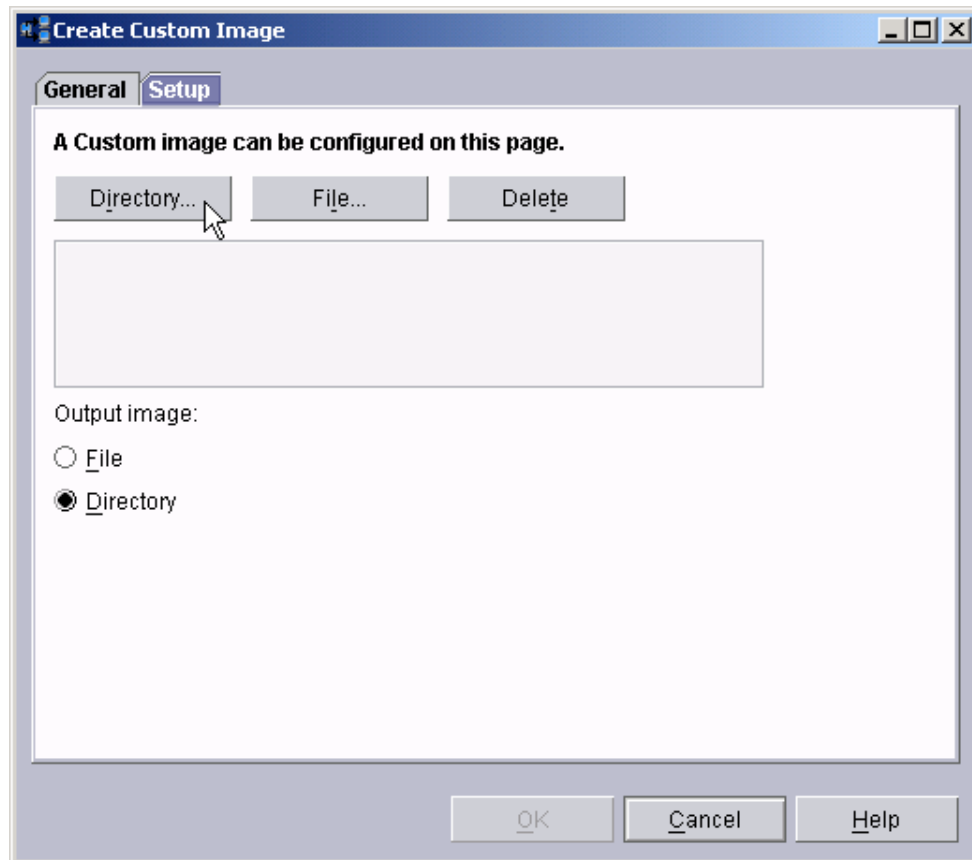 Create Custom Image
General Setup
A Custom image can be configured on this page.
Directory... File... Delete
Output image:
File
Directory
OK Cancel Help